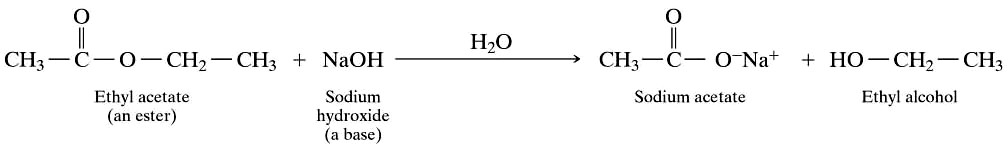 O O
CH₃—C—O—CH₂—CH₃ + NaOH H₂O CH₃—C—O⁻Na⁺ + HO—CH₂—CH₃
Ethyl acetate Sodium Sodium acetate Ethyl alcohol
(an ester) hydroxide
(a base)